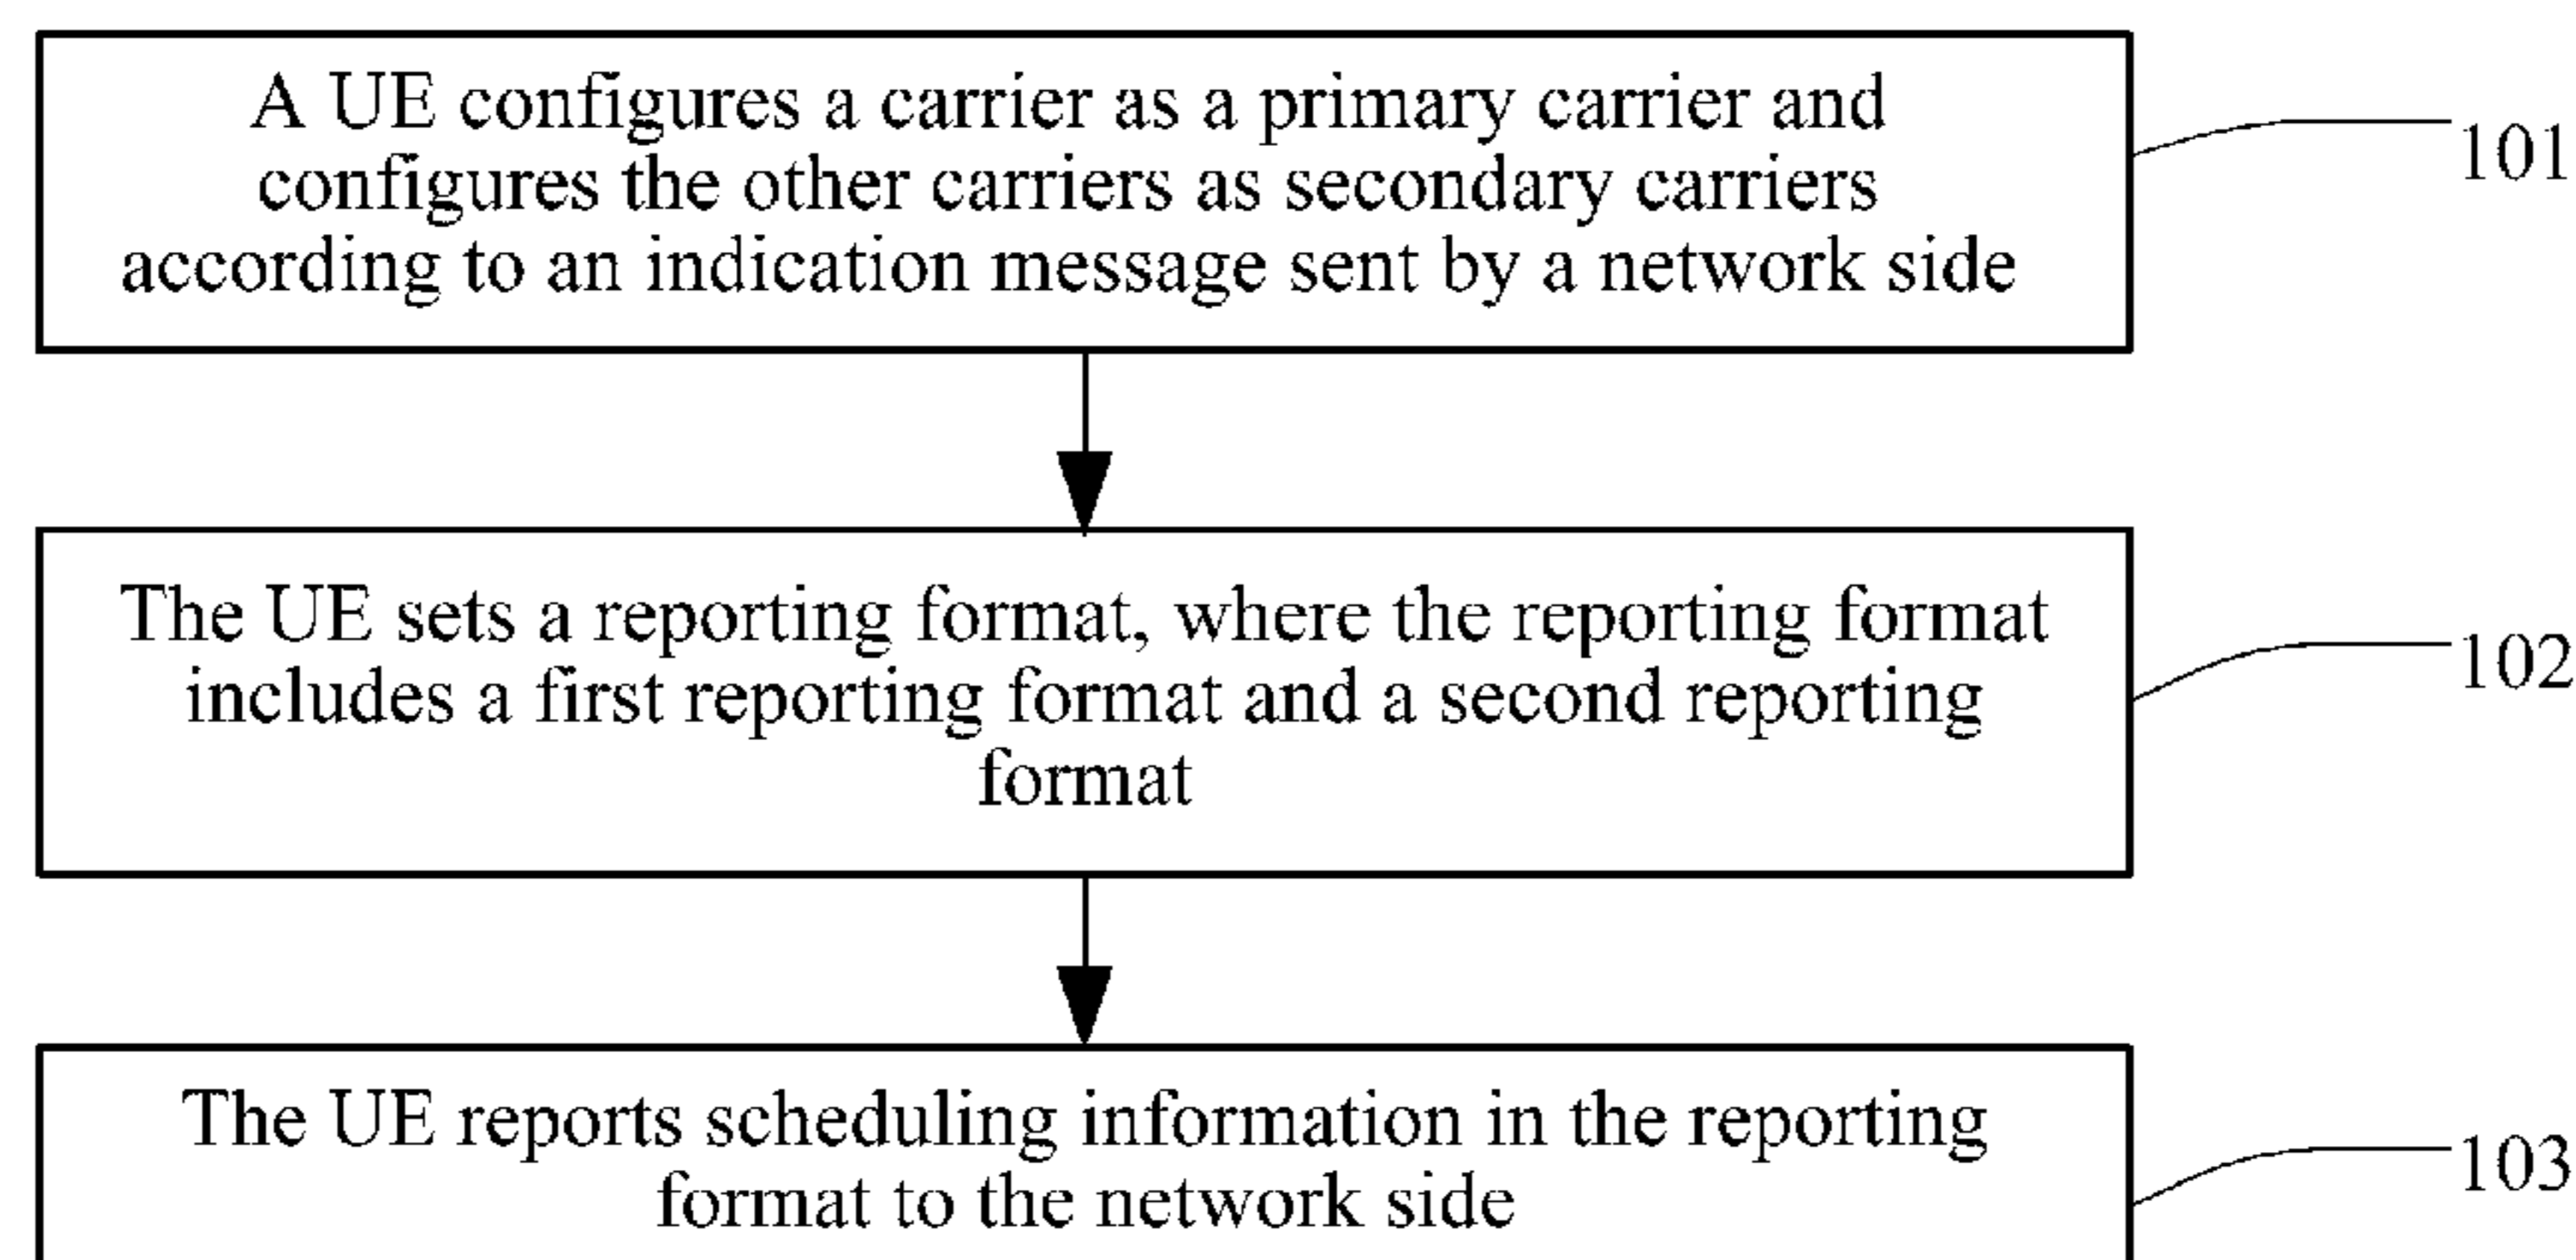 A UE configures a carrier as a primary carrier and
configures the other carriers as secondary carriers
according to an indication message sent by a network side
101
The UE sets a reporting format, where the reporting format
includes a first reporting format and a second reporting
format
102
The UE reports scheduling information in the reporting
format to the network side
103